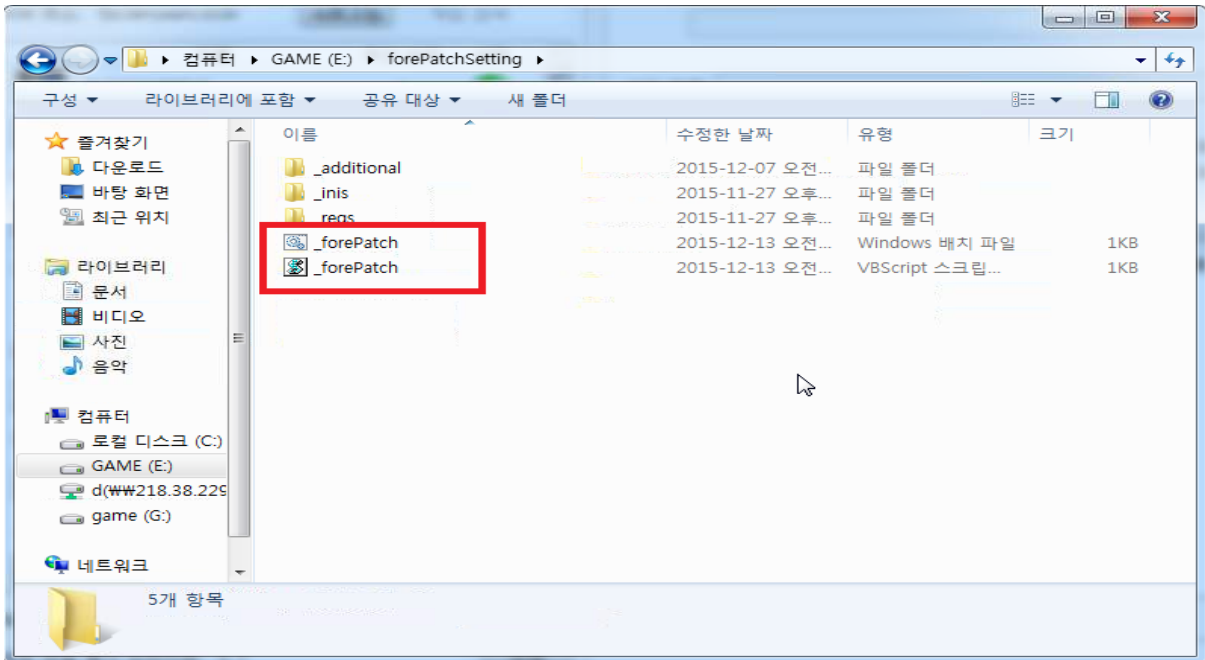 컴퓨터 GAME (E:) forePatchSetting
구성 라이브러리에 포함 공유 대상 새 폴더
즐겨찾기
다운로드
바탕 화면
최근 위치
라이브러리
문서
비디오
사진
음악
컴퓨터
로컬 디스크 (C:)
GAME (E:)
d(₩₩218.38.229
game (G:)
네트워크
이름 수정한 날짜 유형 크기
_additional 2015-12-07 오전... 파일 폴더
_inis 2015-11-27 오후... 파일 폴더
_regs 2015-11-27 오후... 파일 폴더
_forePatch 2015-12-13 오전... Windows 배치 파일 1KB
_forePatch 2015-12-13 오전... VBScript 스크립... 1KB
5개 항목